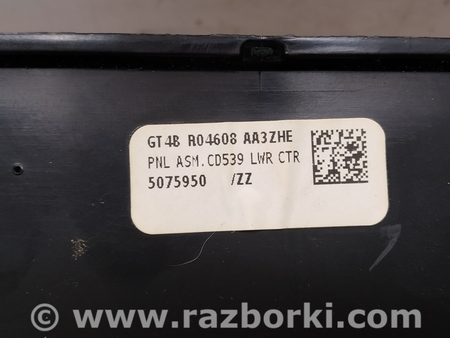 GT4B R04608 AA3ZHE
PNL ASM.CD539 LWR CTR
5075950 /ZZ
© www.razborki.com